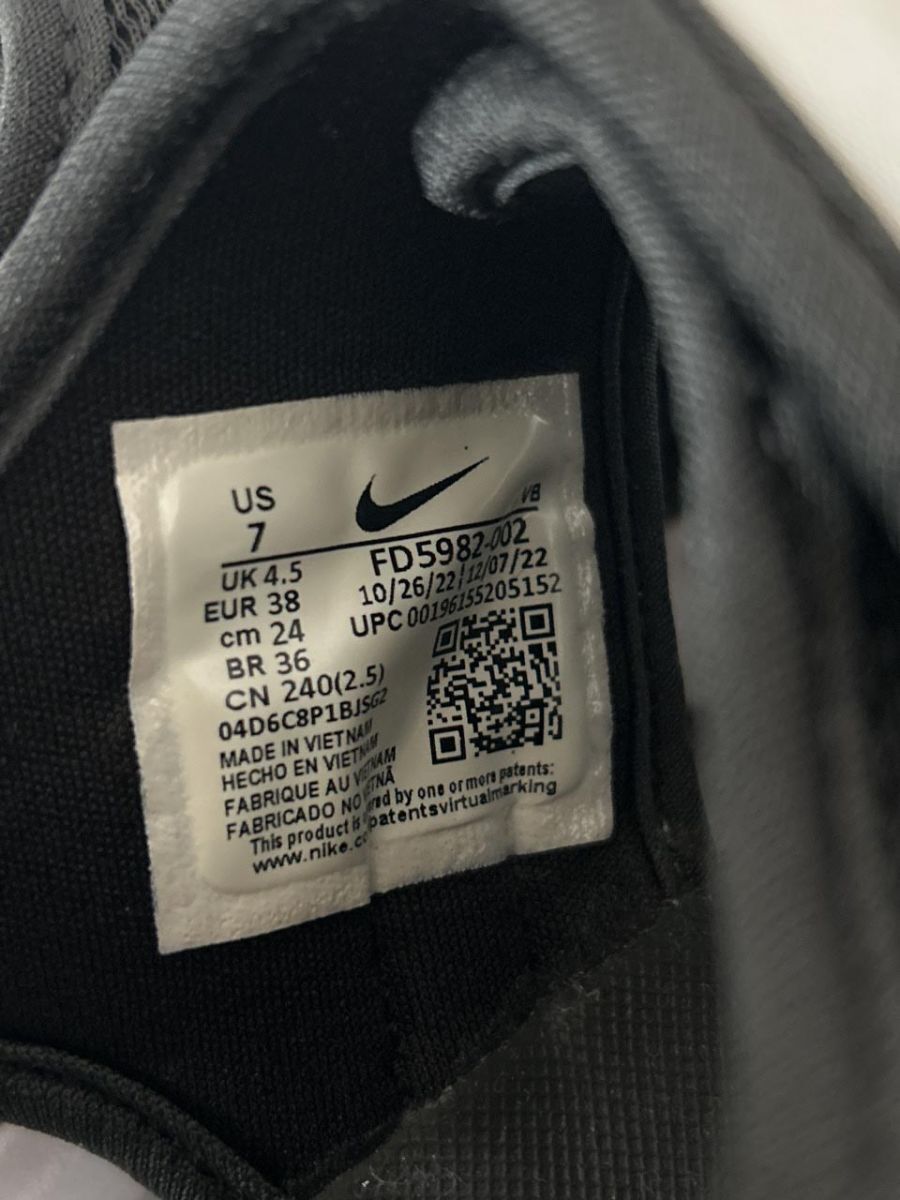 US
7
VB
UK 4.5
EUR 38
cm 24
BR 36
CN 240(2.5)
FD5982-002
10/26/22/12/07/22
UPC 00196155205152
04D6C8P1BJSG2
MADE IN VIETNAM
HECHO EN VIETNAM
FABRIQUE AU VIETNAM
FABRICADO NO
This product is by one or more patents:
www.nike. patentsvirtualmarking